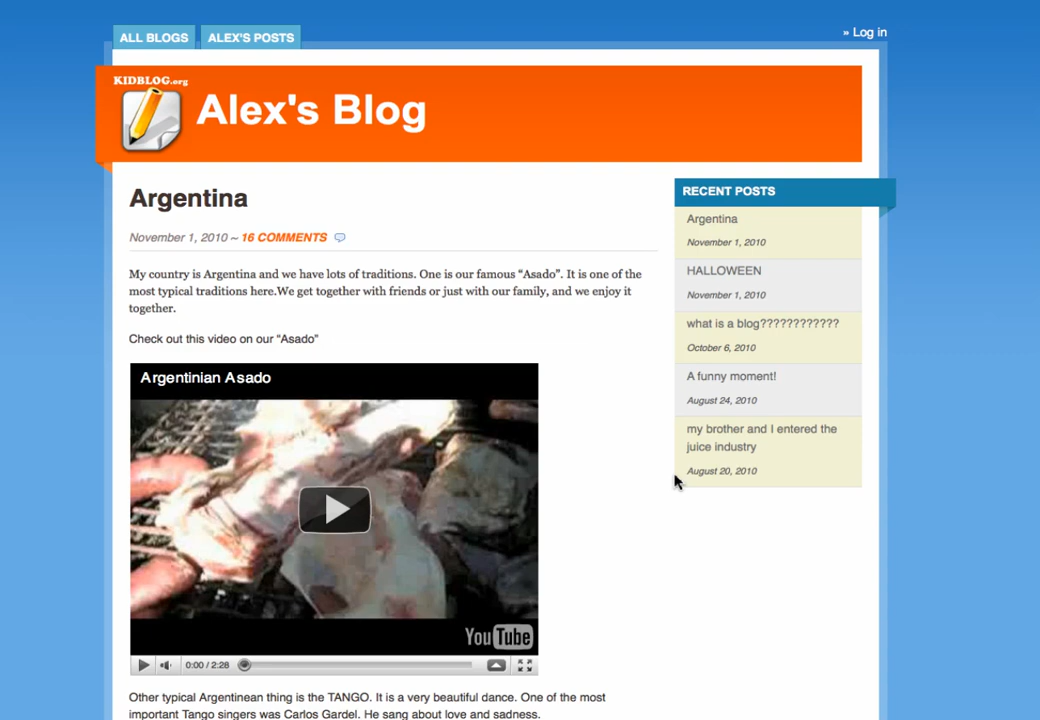 ALL BLOGS
ALEX'S POSTS
» Log in
KIDBLOG.org
Alex's Blog
Argentina
November 1, 2010 ~ 16 COMMENTS
My country is Argentina and we have lots of traditions. One is our famous “Asado”. It is one of the
most typical traditions here.We get together with friends or just with our family, and we enjoy it
together.
Check out this video on our “Asado”
Argentinian Asado
YouTube
0:00 / 2:28
Other typical Argentinean thing is the TANGO. It is a very beautiful dance. One of the most
important Tango singers was Carlos Gardel. He sang about love and sadness.
RECENT POSTS
Argentina
November 1, 2010
HALLOWEEN
November 1, 2010
what is a blog????????????
October 6, 2010
A funny moment!
August 24, 2010
my brother and I entered the
juice industry
August 20, 2010